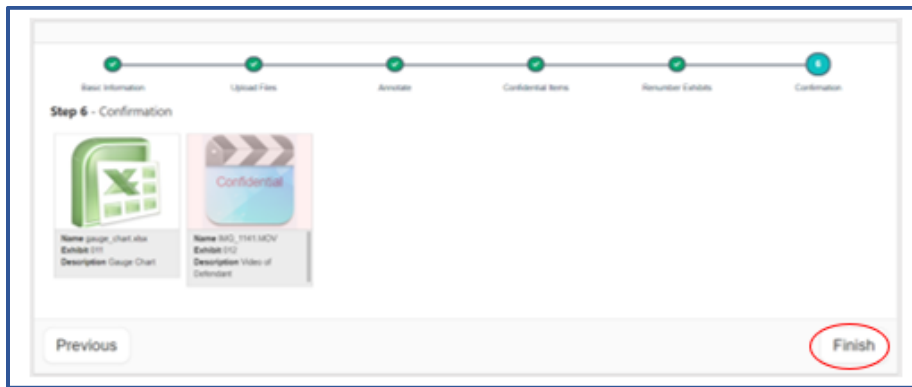 6
Basic Information Upload Files Annotate Confidential Items Renumber Exhibits Confirmation
Step 6 - Confirmation
Confidential
Name gauge_chart.xlsx
Exhibit 011
Description Gauge Chart
Name IMG_1141.MOV
Exhibit 012
Description Video of
Defendant
Previous
Finish